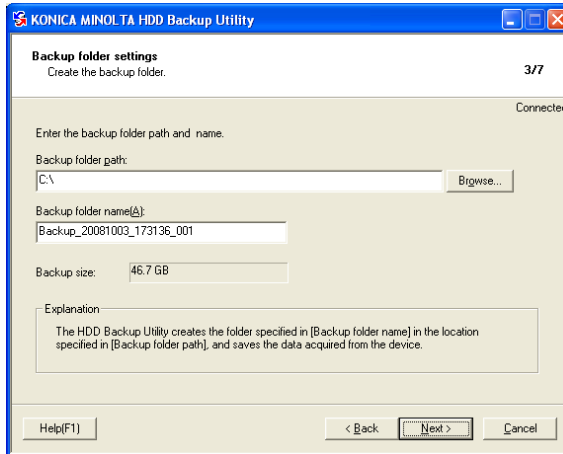 KONICA MINOLTA HDD Backup Utility
Backup folder settings
Create the backup folder.
3/7
Connected
Enter the backup folder path and name.
Backup folder path:
C:\
Browse...
Backup folder name(A):
Backup_20081003_173136_001
Backup size:
46.7 GB
Explanation
The HDD Backup Utility creates the folder specified in [Backup folder name] in the location
specified in [Backup folder path], and saves the data acquired from the device.
Help(F1)
< Back
Next >
Cancel